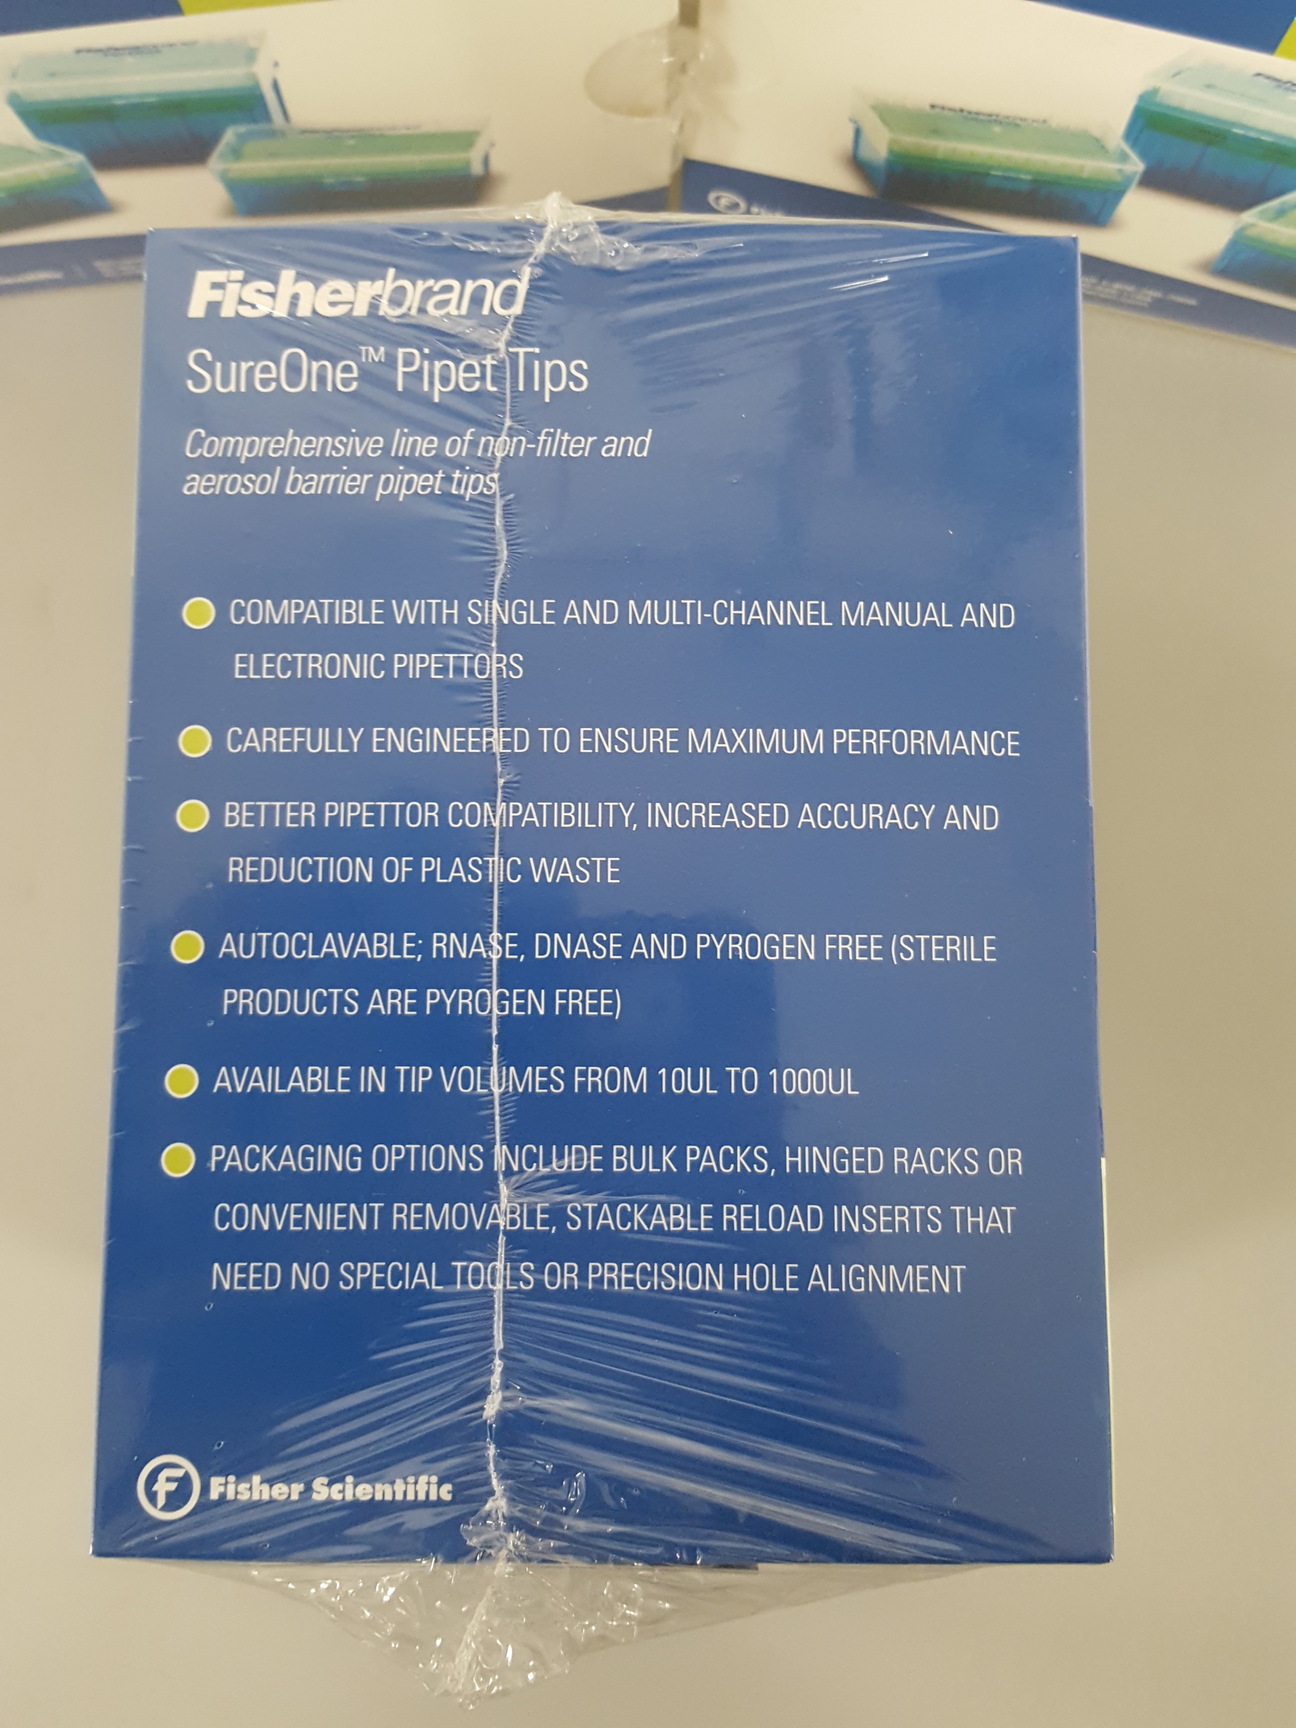 Fisherbrand
Fisherbrand
Fisherbrand
SureOne™ Pipet Tips
Comprehensive line of non-filter and
aerosol barrier pipet tips
COMPATIBLE WITH SINGLE AND MULTI-CHANNEL MANUAL AND
ELECTRONIC PIPETTORS
CAREFULLY ENGINEERED TO ENSURE MAXIMUM PERFORMANCE
BETTER PIPETTOR COMPATIBILITY, INCREASED ACCURACY AND
REDUCTION OF PLASTIC WASTE
AUTOCLAVABLE; RNASE, DNASE AND PYROGEN FREE (STERILE
PRODUCTS ARE PYROGEN FREE)
AVAILABLE IN TIP VOLUMES FROM 10UL TO 1000UL
PACKAGING OPTIONS INCLUDE BULK PACKS, HINGED RACKS OR
CONVENIENT REMOVABLE, STACKABLE RELOAD INSERTS THAT
NEED NO SPECIAL TOOLS OR PRECISION HOLE ALIGNMENT
Fisher Scientific